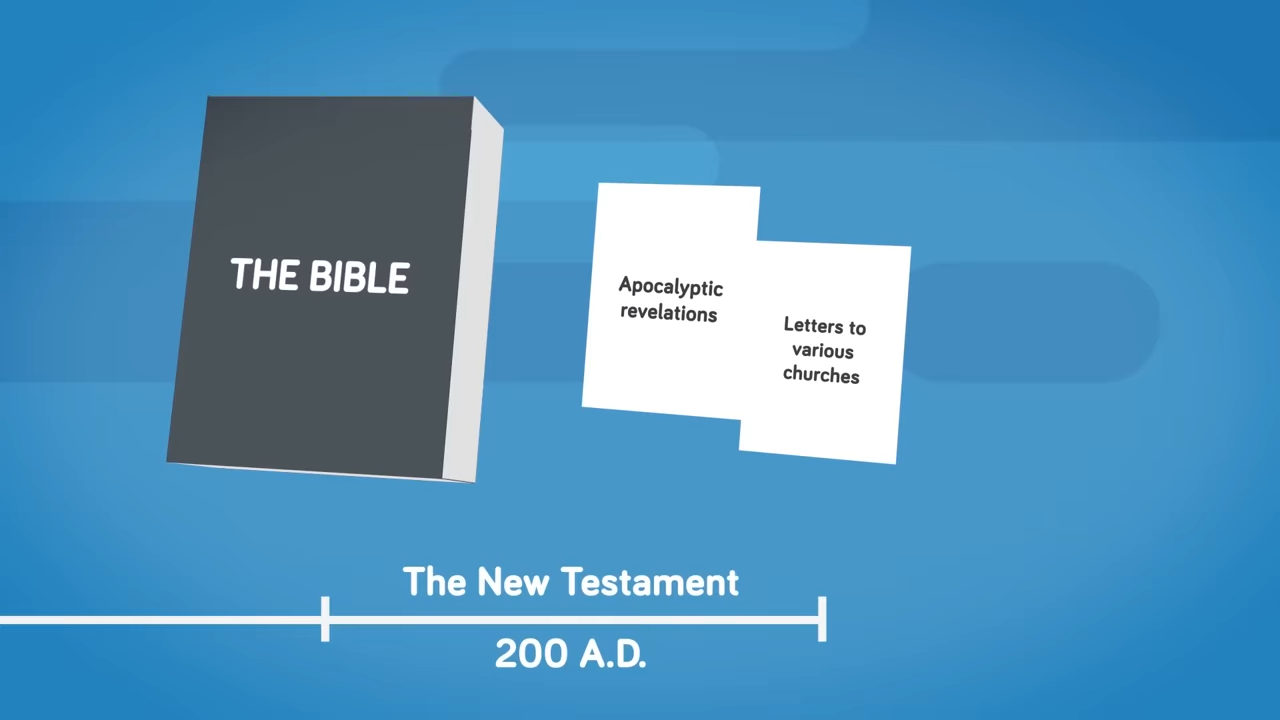 THE BIBLE
Apocalyptic
revelations
Letters to
various
churches
The New Testament
200 A.D.